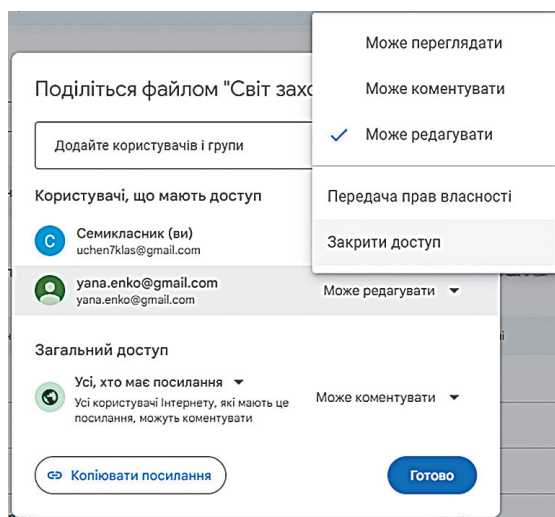 Може переглядати
Поділіться файлом "Світ захо
Може коментувати
Додайте користувачів і групи
Може редагувати
Користувачі, що мають доступ
Передача прав власності
С
Семикласник (ви)
uchen7klas@gmail.com
Закрити доступ
yana.enko@gmail.com
yana.enko@gmail.com
Може редагувати
Загальний доступ
Усі, хто має посилання
Усі користувачі Інтернету, які мають це
посилання, можуть коментувати
Може коментувати
Копіювати посилання
Готово